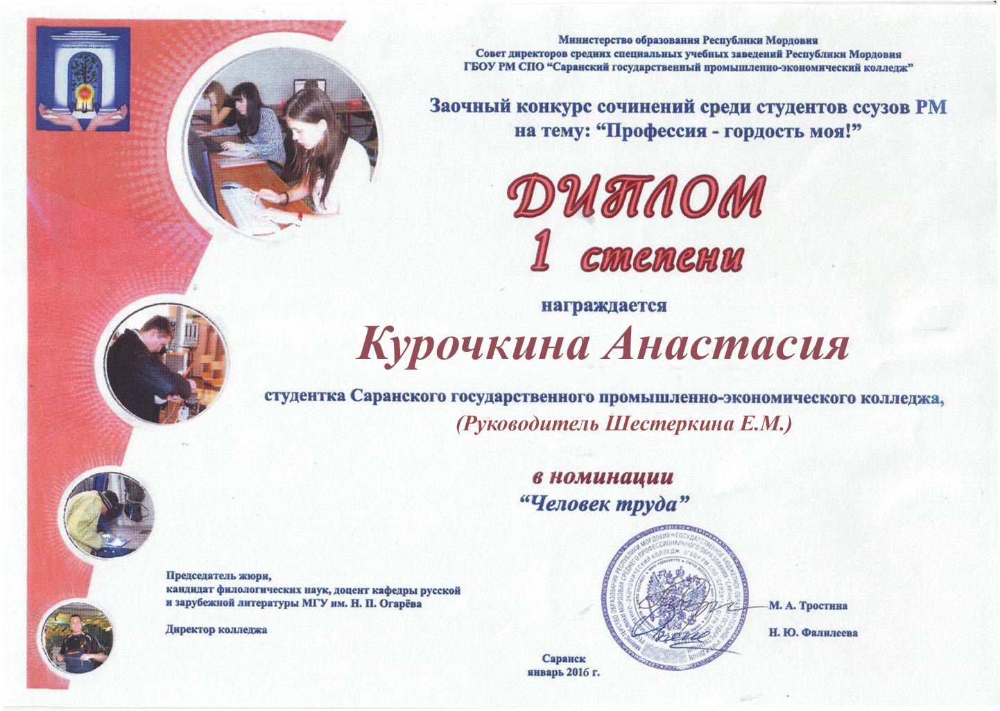 Министерство образования Республики Мордовия
Совет директоров средних специальных учебных заведений Республики Мордовия
ГБОУ РМ СПО “Саранский государственный промышленно-экономический колледж”
Заочный конкурс сочинений среди студентов ссузов РМ
на тему: “Профессия - гордость моя!”
ДИПЛОМ
1 степени
награждается
Курочкина Анастасия
студентка Саранского государственного промышленно-экономического колледжа,
(Руководитель Шестеркина Е.М.)
в номинации
“Человек труда”
Председатель жюри,
кандидат филологических наук, доцент кафедры русской
и зарубежной литературы МГУ им. Н. П. Огарёва
М. А. Тростина
Директор колледжа
Н. Ю. Фалилеева
Саранск
январь 2016 г.